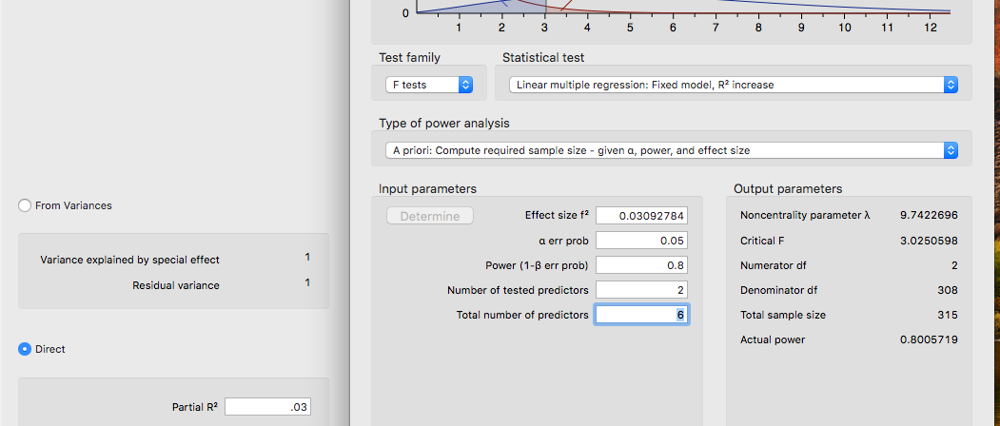 0
1 2 3 4 5 6 7 8 9 10 11 12
Test family
Statistical test
F tests
Linear multiple regression: Fixed model, R² increase
Type of power analysis
A priori: Compute required sample size - given α, power, and effect size
From Variances
Variance explained by special effect 1
Residual variance 1
Direct
Partial R² .03
Input parameters
Determine
Effect size f² 0.03092784
α err prob 0.05
Power (1-β err prob) 0.8
Number of tested predictors 2
Total number of predictors 6
Output parameters
Noncentrality parameter λ 9.7422696
Critical F 3.0250598
Numerator df 2
Denominator df 308
Total sample size 315
Actual power 0.8005719